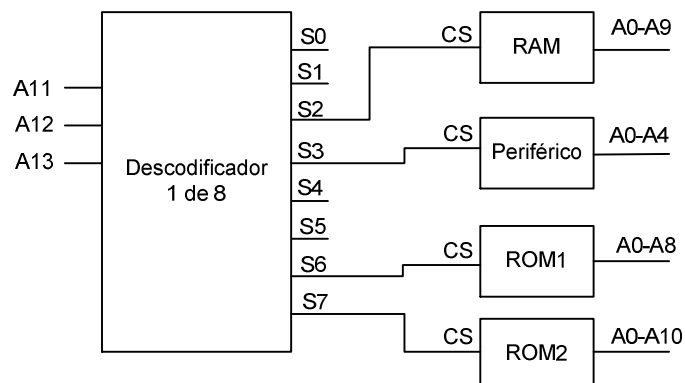 A11
A12
A13
Descodificador
1 de 8
S0
S1
S2
S3
S4
S5
S6
S7
CS
RAM
A0-A9
CS
Periférico
A0-A4
CS
ROM1
A0-A8
CS
ROM2
A0-A10